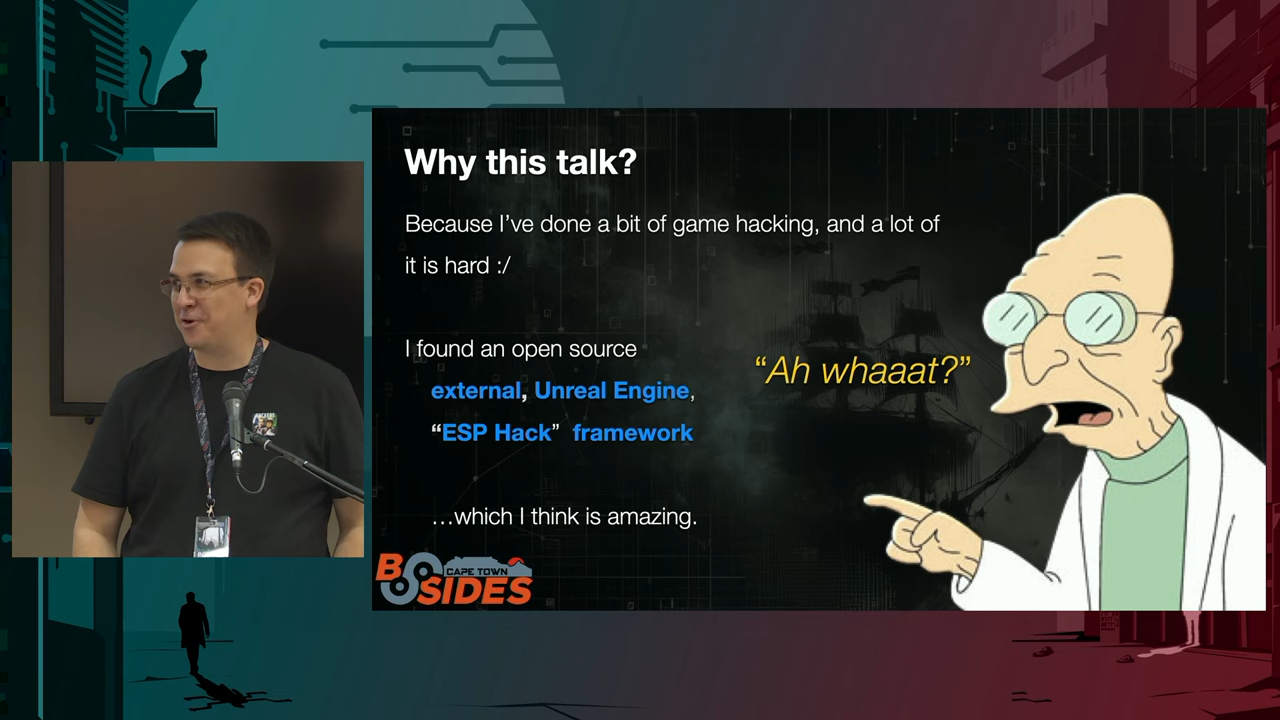 Why this talk?
Because I’ve done a bit of game hacking, and a lot of
it is hard :/
I found an open source
external, Unreal Engine,
“ESP Hack” framework
…which I think is amazing.
“Ah whaaat?”
BSIDES
CAPE TOWN